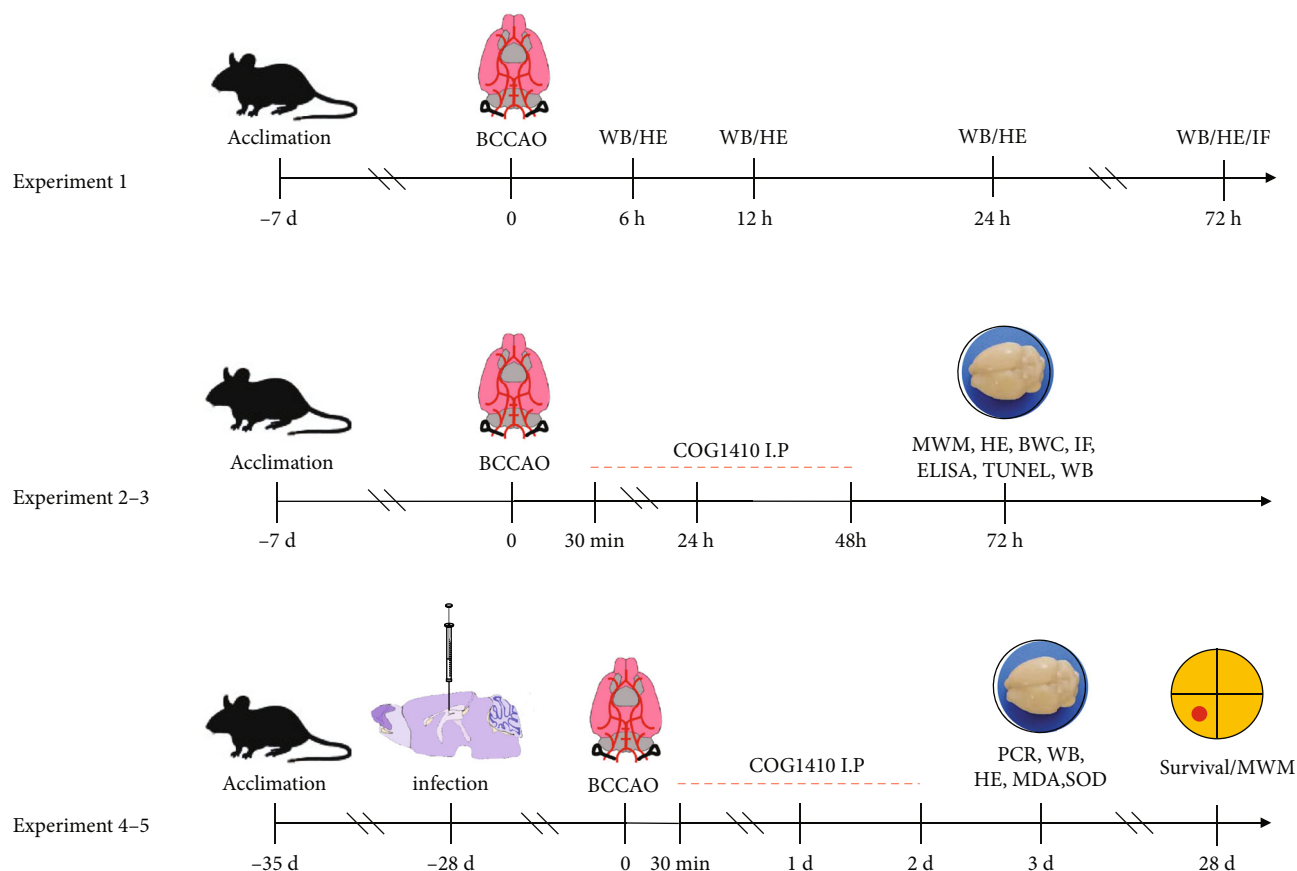 Acclimation
BCCAO
WB/HE
WB/HE
WB/HE
WB/HE/IF
Experiment 1
–7 d
0
6 h
12 h
24 h
72 h
Acclimation
BCCAO
COG1410 I.P
MWM, HE, BWC, IF,
ELISA, TUNEL, WB
Experiment 2–3
–7 d
0
30 min
24 h
48h
72 h
Acclimation
infection
BCCAO
COG1410 I.P
PCR, WB,
HE, MDA,SOD
Survival/MWM
Experiment 4–5
–35 d
–28 d
0
30 min
1 d
2 d
3 d
28 d